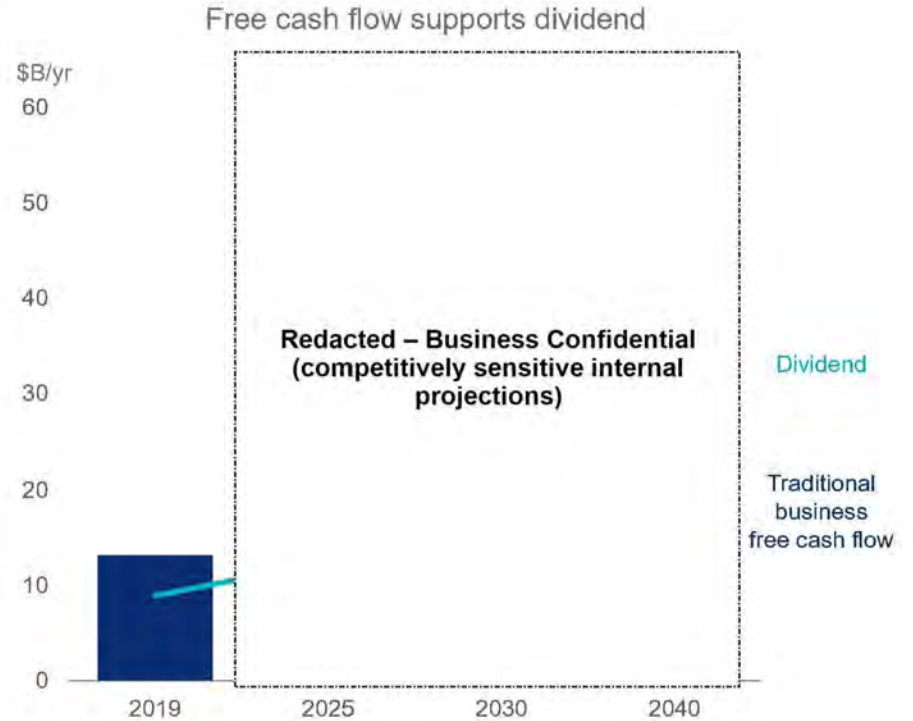 Free cash flow supports dividend
$B/yr
60
50
40
30
20
10
0
Redacted – Business Confidential
(competitively sensitive internal
projections)
Dividend
Traditional
business
free cash flow
2019
2025
2030
2040